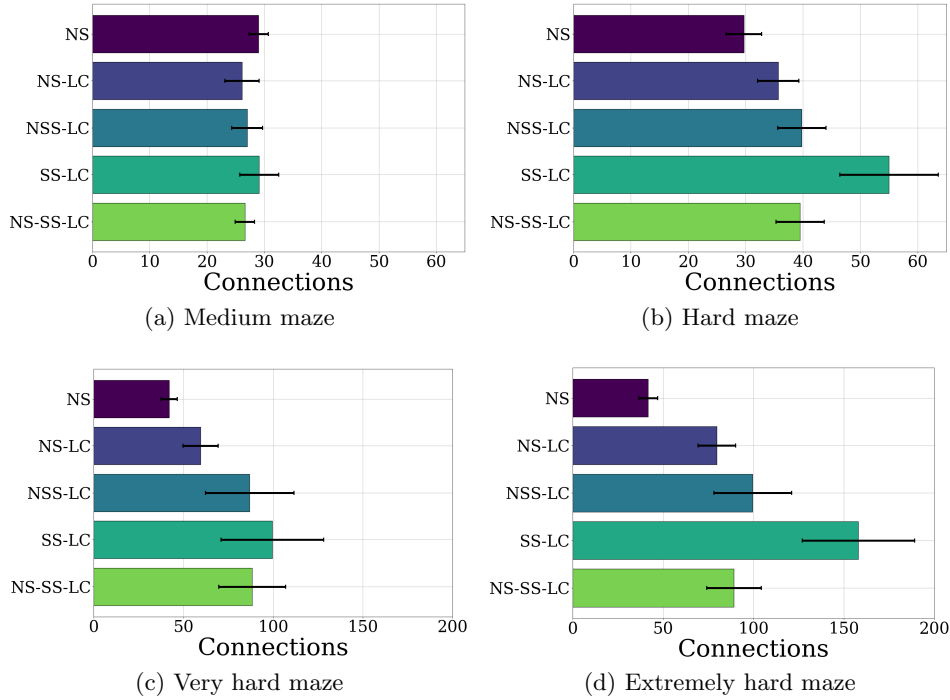 NS
NS-LC
NSS-LC
SS-LC
NS-SS-LC
0 10 20 30 40 50 60
Connections
(a) Medium maze
NS
NS-LC
NSS-LC
SS-LC
NS-SS-LC
0 10 20 30 40 50 60
Connections
(b) Hard maze
NS
NS-LC
NSS-LC
SS-LC
NS-SS-LC
0 50 100 150 200
Connections
(c) Very hard maze
NS
NS-LC
NSS-LC
SS-LC
NS-SS-LC
0 50 100 150 200
Connections
(d) Extremely hard maze